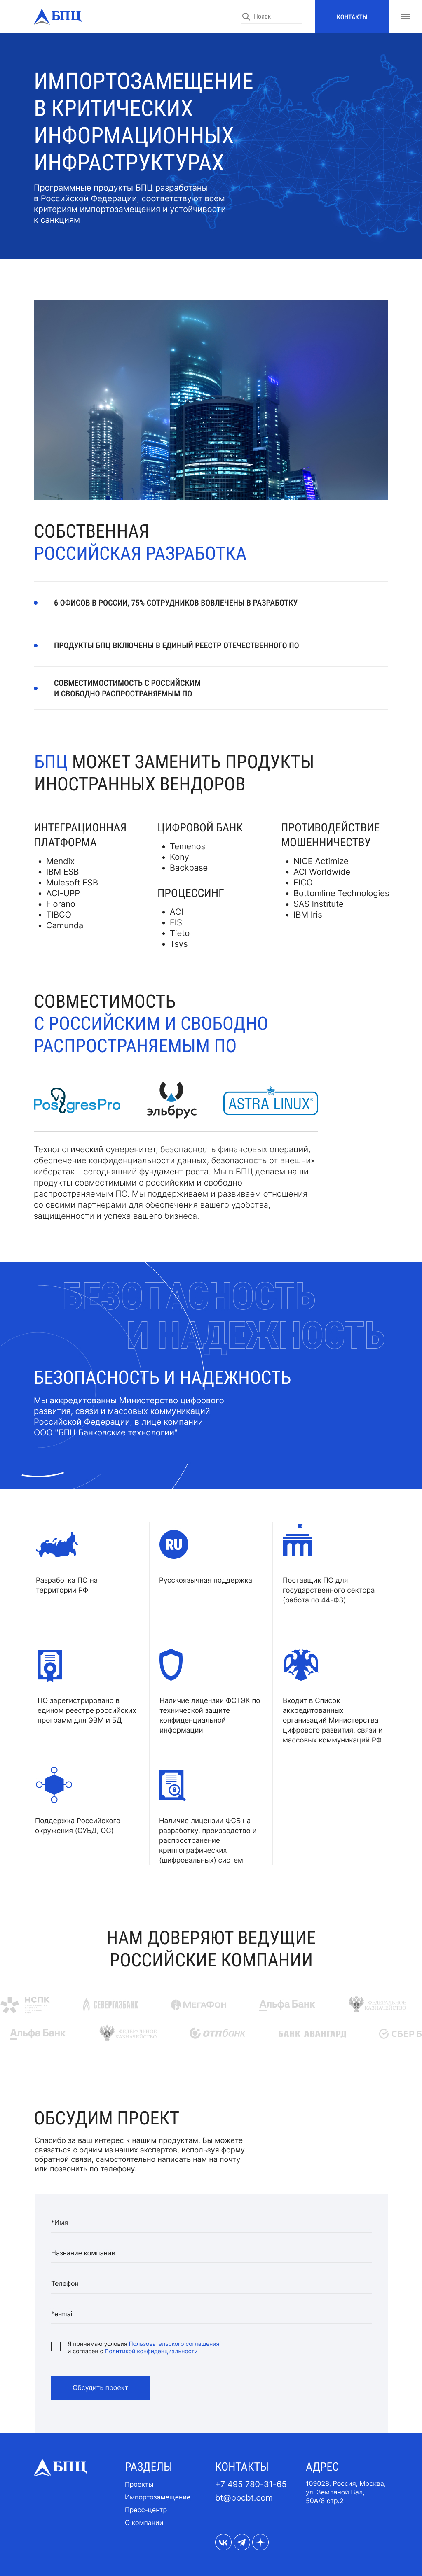 БПЦ
Поиск
КОНТАКТЫ
ИМПОРТОЗАМЕЩЕНИЕ
В КРИТИЧЕСКИХ
ИНФОРМАЦИОННЫХ
ИНФРАСТРУКТУРАХ
Программные продукты БПЦ разработаны
в Российской Федерации, соответствуют всем
критериям импортозамещения и устойчивости
к санкциям
СОБСТВЕННАЯ
РОССИЙСКАЯ РАЗРАБОТКА
6 ОФИСОВ В РОССИИ, 75% СОТРУДНИКОВ ВОВЛЕЧЕНЫ В РАЗРАБОТКУ
ПРОДУКТЫ БПЦ ВКЛЮЧЕНЫ В ЕДИНЫЙ РЕЕСТР ОТЕЧЕСТВЕННОГО ПО
СОВМЕСТИМОСТИМОСТЬ С РОССИЙСКИМ
И СВОБОДНО РАСПРОСТРАНЯЕМЫМ ПО
БПЦ МОЖЕТ ЗАМЕНИТЬ ПРОДУКТЫ
ИНОСТРАННЫХ ВЕНДОРОВ
ИНТЕГРАЦИОННАЯ
ПЛАТФОРМА
Mendix
IBM ESB
Mulesoft ESB
ACI-UPP
Fiorano
TIBCO
Camunda
ЦИФРОВОЙ БАНК
Temenos
Kony
Backbase
ПРОЦЕССИНГ
ACI
FIS
Tieto
Tsys
ПРОТИВОДЕЙСТВИЕ
МОШЕННИЧЕСТВУ
NICE Actimize
ACI Worldwide
FICO
Bottomline Technologies
SAS Institute
IBM Iris
СОВМЕСТИМОСТЬ
С РОССИЙСКИМ И СВОБОДНО
РАСПРОСТРАНЯЕМЫМ ПО
PostgresPro
эльбрус
ASTRA LINUX®
Технологический суверенитет, безопасность финансовых операций,
обеспечение конфиденциальности данных, безопасность от внешних
кибератак – сегодняшний фундамент роста. Мы в БПЦ делаем наши
продукты совместимыми с российским и свободно
распространяемым ПО. Мы поддерживаем и развиваем отношения
со своими партнерами для обеспечения вашего удобства,
защищенности и успеха вашего бизнеса.
БЕЗОПАСНОСТЬ
И НАДЕЖНОСТЬ
БЕЗОПАСНОСТЬ И НАДЕЖНОСТЬ
Мы аккредитованны Министерство цифрового
развития, связи и массовых коммуникаций
Российской Федерации, в лице компании
ООО "БПЦ Банковские технологии"
Разработка ПО на
территории РФ
RU
Русскоязычная поддержка
Поставщик ПО для
государственного сектора
(работа по 44-ФЗ)
ПО зарегистрировано в
едином реестре российских
программ для ЭВМ и БД
Наличие лицензии ФСТЭК по
технической защите
конфиденциальной
информации
Входит в Список
аккредитованных
организаций Министерства
цифрового развития, связи и
массовых коммуникаций РФ
Поддержка Российского
окружения (СУБД, ОС)
Наличие лицензии ФСБ на
разработку, производство и
распространение
криптографических
(шифровальных) систем
НАМ ДОВЕРЯЮТ ВЕДУЩИЕ
РОССИЙСКИЕ КОМПАНИИ
НСПК
СЕВЕРГАЗБАНК
МЕГАФОН
Альфа Банк
ФЕДЕРАЛЬНОЕ
КАЗНАЧЕЙСТВО
Альфа Банк
ФЕДЕРАЛЬНОЕ
КАЗНАЧЕЙСТВО
отпбанк
БАНК АВАНГАРД
СБЕР Б
ОБСУДИМ ПРОЕКТ
Спасибо за ваш интерес к нашим продуктам. Вы можете
связаться с одним из наших экспертов, используя форму
обратной связи, самостоятельно написать нам на почту
или позвонить по телефону.
*Имя
Название компании
Телефон
*e-mail
Я принимаю условия Пользовательского соглашения
и согласен с Политикой конфиденциальности
Обсудить проект
БПЦ
РАЗДЕЛЫ
Проекты
Импортозамещение
Пресс-центр
О компании
КОНТАКТЫ
+7 495 780-31-65
bt@bpcbt.com
АДРЕС
109028, Россия, Москва,
ул. Земляной Вал,
50А/8 стр.2